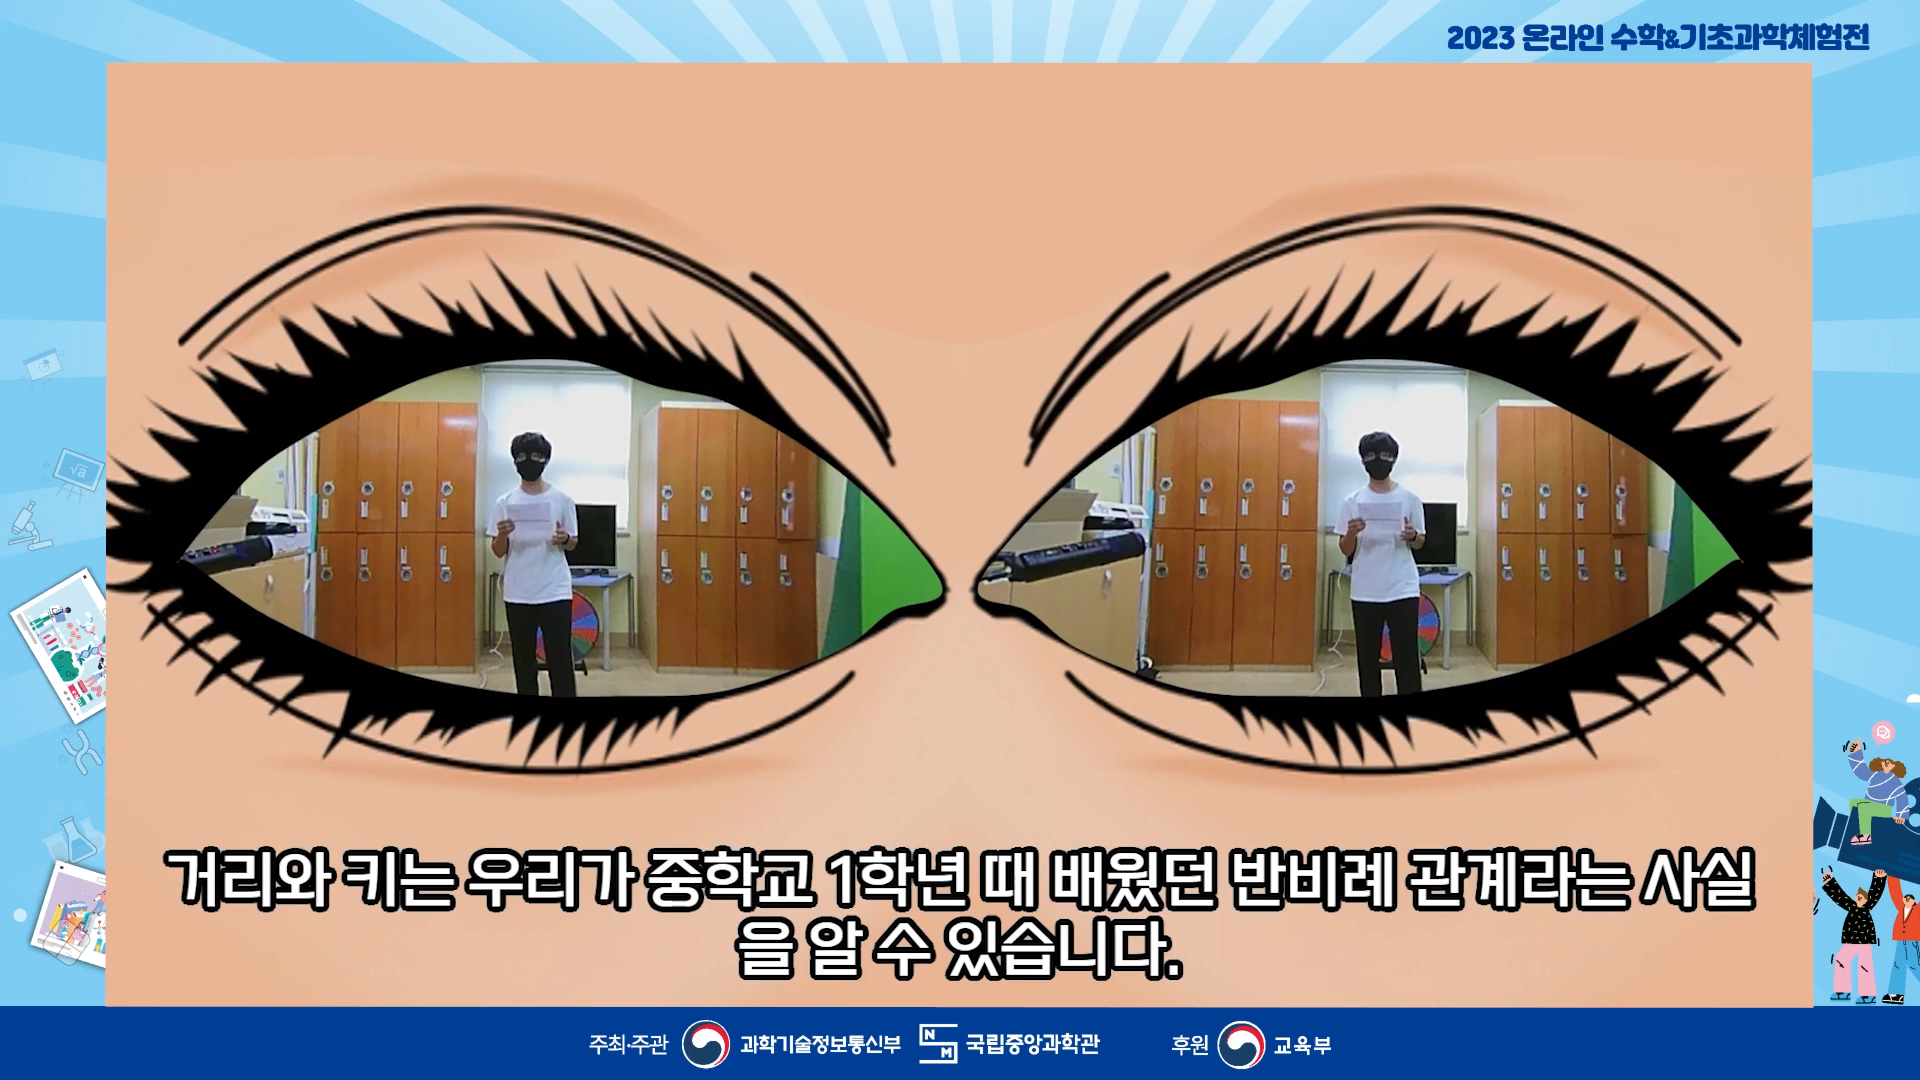 2023 온라인 수학&기초과학체험전
거리와 키는 우리가 중학교 1학년 때 배웠던 반비례 관계라는 사실
을 알 수 있습니다.
주최·주관 과학기술정보통신부 NSM 국립중앙과학관 후원 교육부